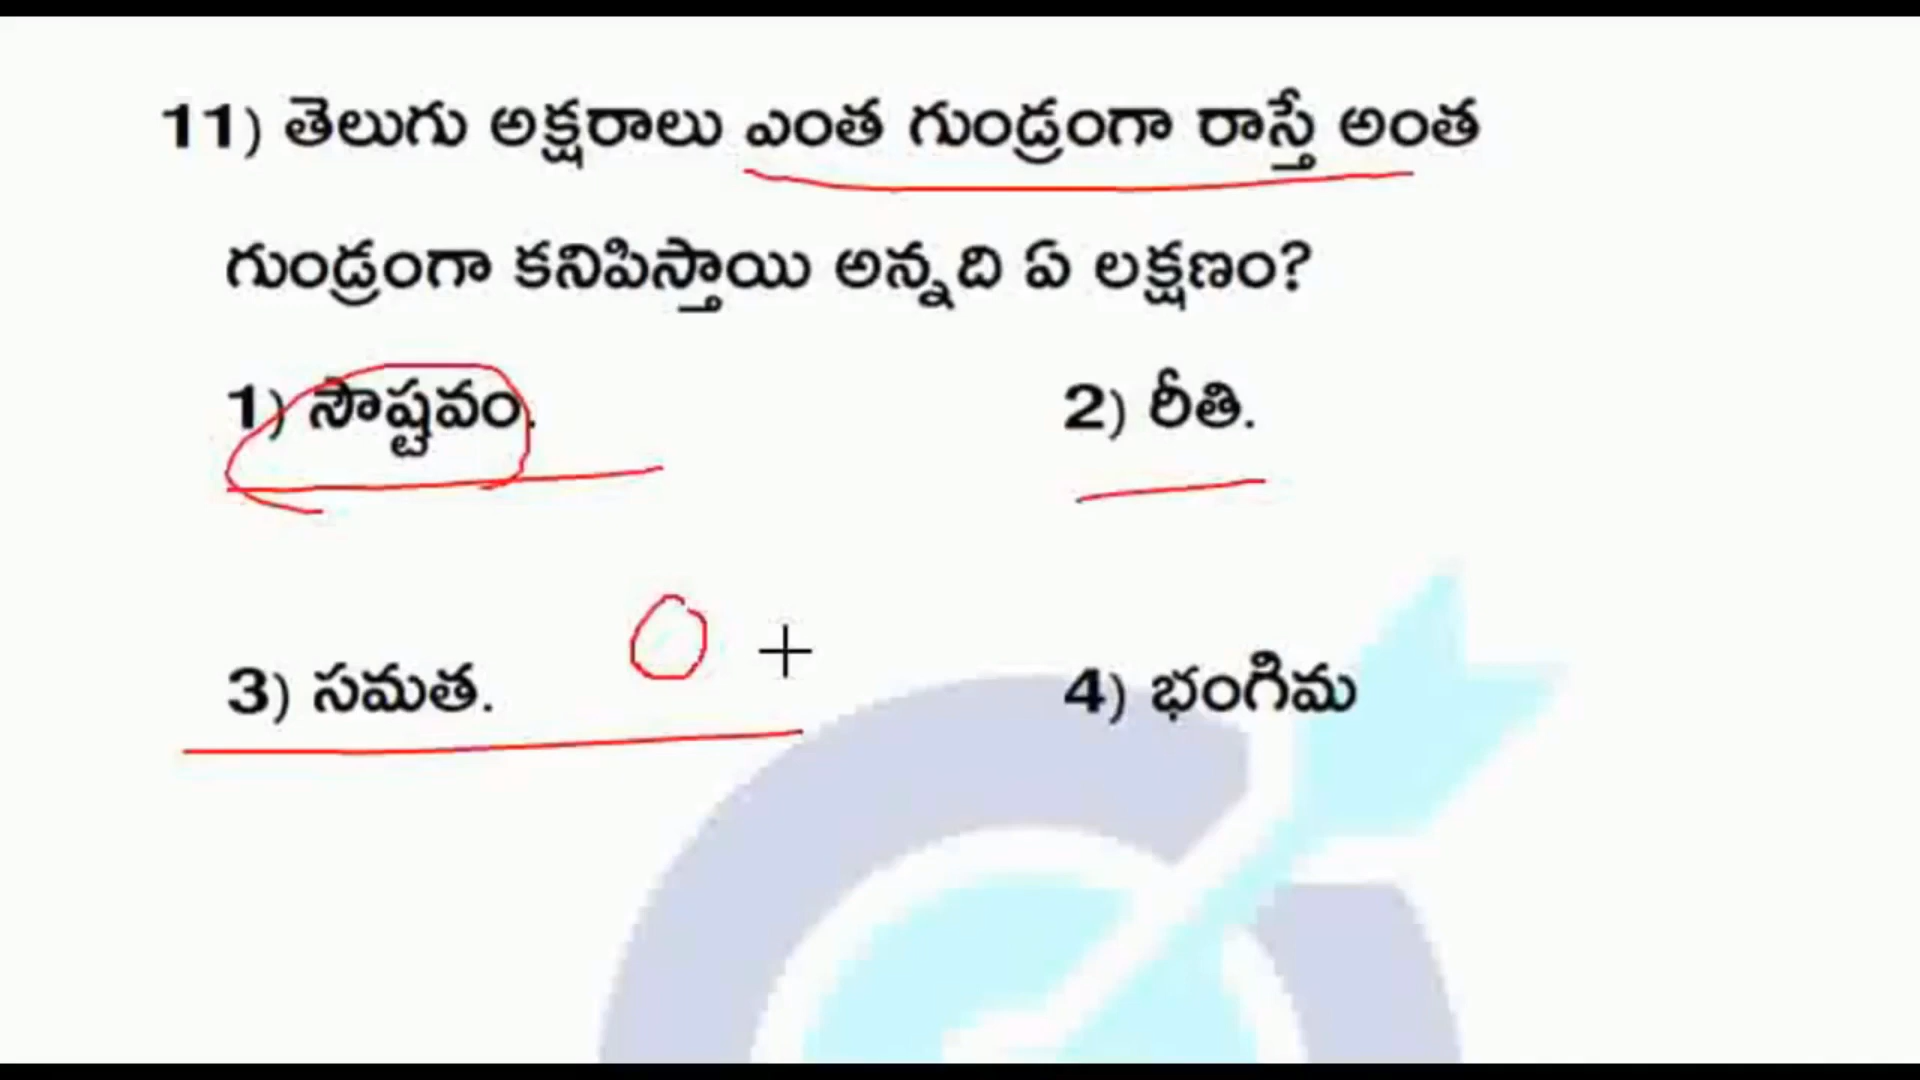 11) తెలుగు అక్షరాలు ఎంత గుండ్రంగా రాస్తే అంత
గుండ్రంగా కనిపిస్తాయి అన్నది ఏ లక్షణం?
1) సౌష్టవం. 2) రీతి.
3) సమత. 4) భంగిమ